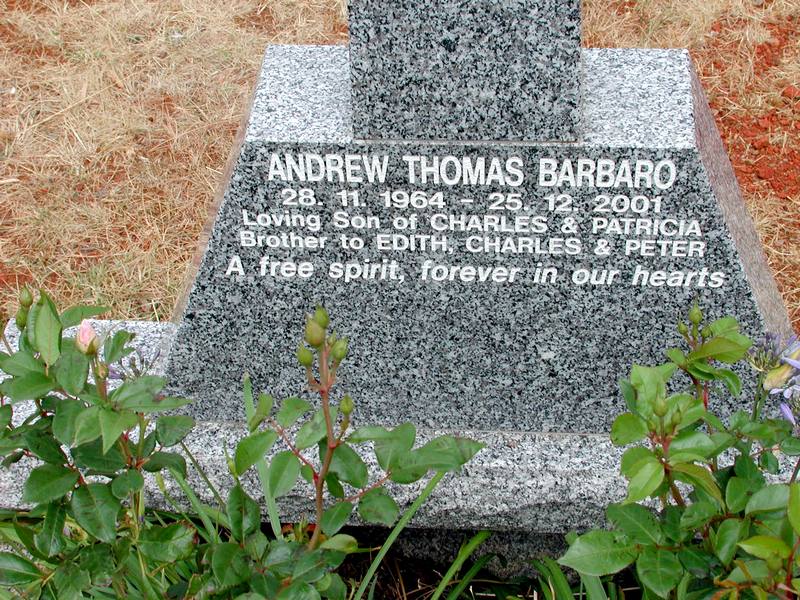 ANDREW THOMAS BARBARO
28. 11. 1964 - 25. 12. 2001
Loving Son of CHARLES & PATRICIA
Brother to EDITH, CHARLES & PETER
A free spirit, forever in our hearts